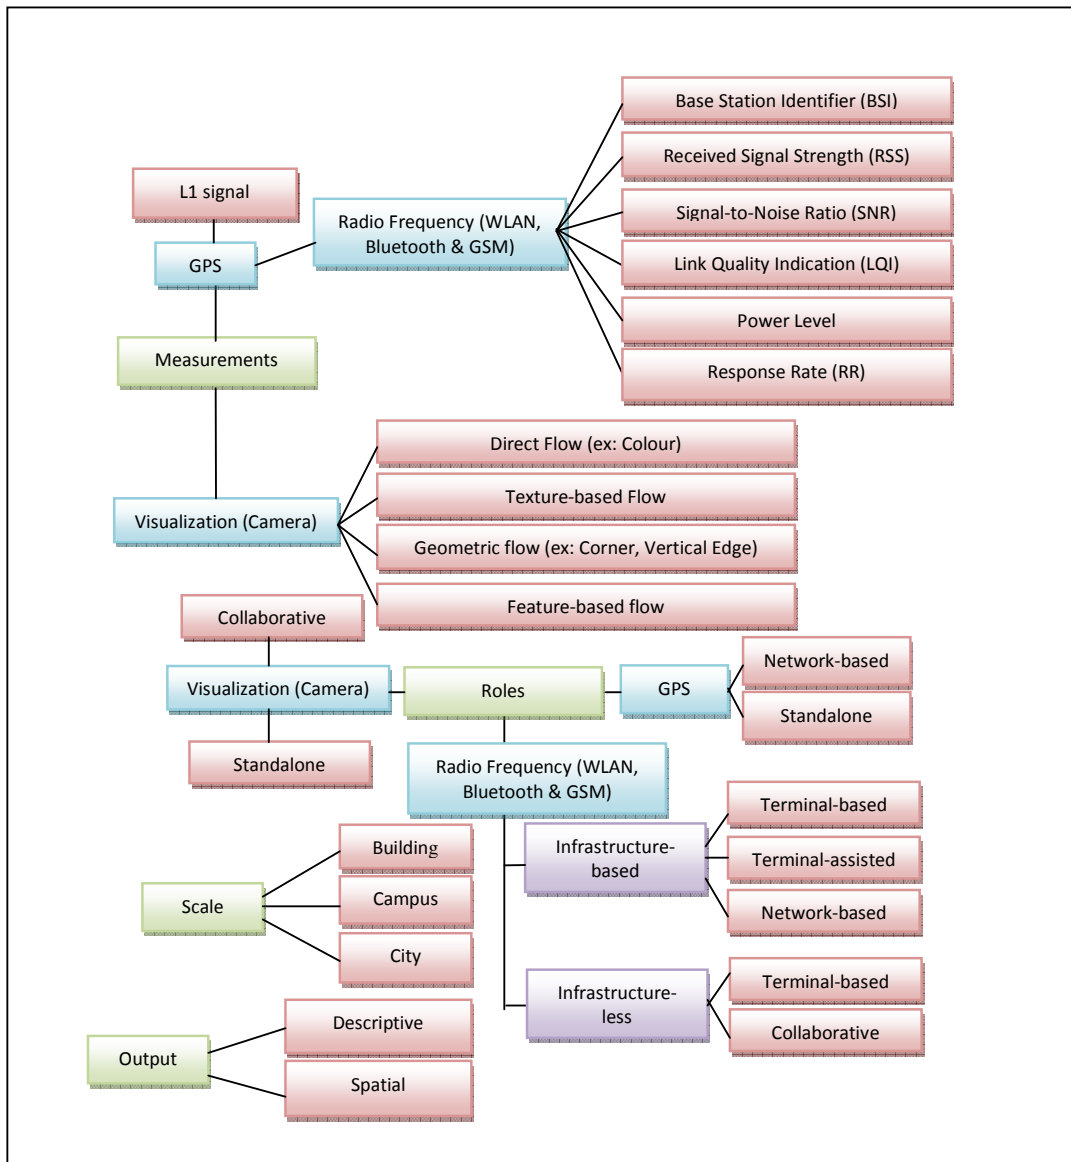 Base Station Identifier (BSI)
Received Signal Strength (RSS)
L1 signal
Signal-to-Noise Ratio (SNR)
Radio Frequency (WLAN,
Bluetooth & GSM)
GPS
Link Quality Indication (LQI)
Power Level
Measurements
Response Rate (RR)
Direct Flow (ex: Colour)
Texture-based Flow
Visualization (Camera)
Geometric flow (ex: Corner, Vertical Edge)
Feature-based flow
Collaborative
Network-based
Visualization (Camera)
Roles
GPS
Standalone
Standalone
Radio Frequency (WLAN,
Bluetooth & GSM)
Terminal-based
Building
Infrastructure-
based
Terminal-assisted
Scale
Campus
Network-based
City
Terminal-based
Infrastructure-
less
Descriptive
Collaborative
Output
Spatial